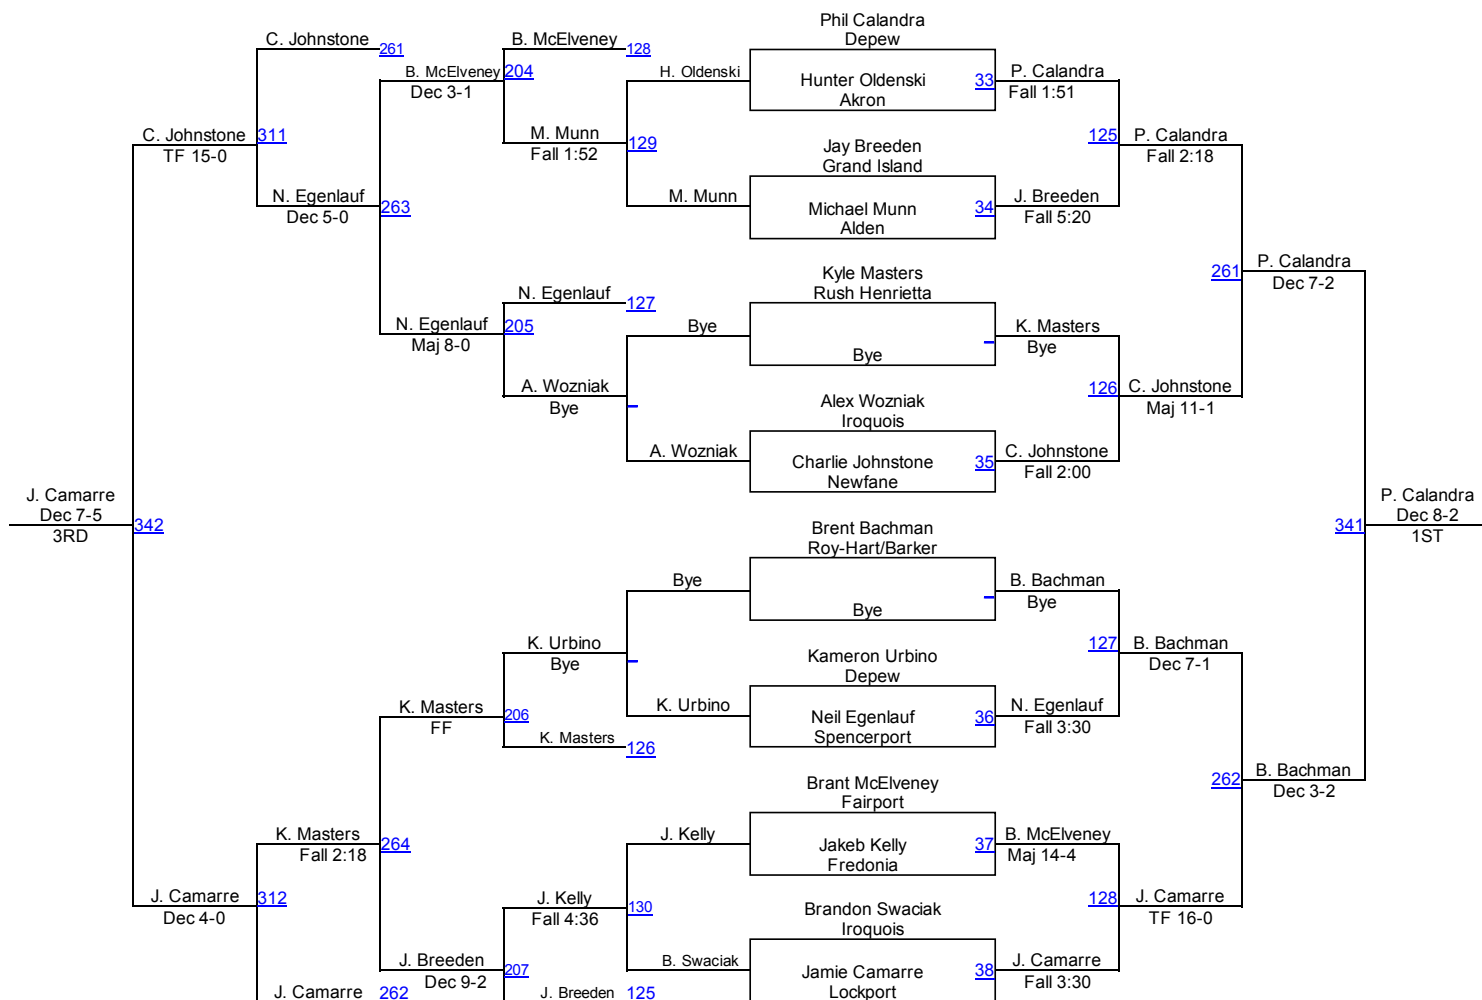 Phil Calandra
Depew
C. Johnstone 261
B. McElveney 128
B. McElveney 204
Dec 3-1
H. Oldenski
Hunter Oldenski 33
Akron
P. Calandra
Fall 1:51
C. Johnstone 311
TF 15-0
M. Munn 129
Fall 1:52
Jay Breeden
Grand Island
125 P. Calandra
Fall 2:18
N. Egenlauf 263
Dec 5-0
M. Munn
Michael Munn 34
Alden
J. Breeden
Fall 5:20
Kyle Masters
Rush Henrietta
261 P. Calandra
Dec 7-2
N. Egenlauf 127
N. Egenlauf 205
Maj 8-0
Bye
Bye
K. Masters
Bye
A. Wozniak
Bye
Alex Wozniak
Iroquois
126 C. Johnstone
Maj 11-1
A. Wozniak
Charlie Johnstone 35
Newfane
C. Johnstone
Fall 2:00
J. Camarre
Dec 7-5 342
3RD
P. Calandra
341 Dec 8-2
1ST
Brent Bachman
Roy-Hart/Barker
Bye
Bye
B. Bachman
Bye
K. Urbino
Bye
Kameron Urbino
Depew
127 B. Bachman
Dec 7-1
K. Masters 206
FF
K. Masters 126
K. Urbino
Neil Egenlauf 36
Spencerport
N. Egenlauf
Fall 3:30
262 B. Bachman
Dec 3-2
Brant McElveney
Fairport
K. Masters 264
Fall 2:18
J. Kelly
Jakeb Kelly 37
Fredonia
B. McElveney
Maj 14-4
J. Camarre 312
Dec 4-0
J. Kelly 130
Fall 4:36
Brandon Swaciak
Iroquois
128 J. Camarre
TF 16-0
J. Breeden 207
Dec 9-2
B. Swaciak
Jamie Camarre 38
Lockport
J. Camarre
Fall 3:30
J. Camarre 262
J. Breeden 125